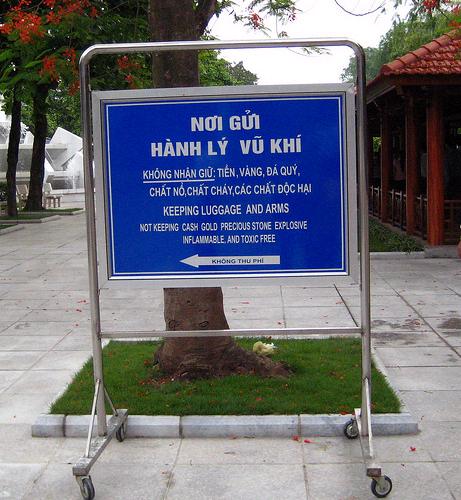 NƠI GỬI
HÀNH LÝ VŨ KHÍ
KHÔNG NHẬN GIỮ: TIỀN, VÀNG, ĐÁ QUÝ,
CHẤT NỔ,CHẤT CHÁY,CÁC CHẤT ĐỘC HẠI
KEEPING LUGGAGE AND ARMS
NOT KEEPING CASH GOLD PRECIOUS STONE EXPLOSIVE
INFLAMMABLE, AND TOXIC FREE
KHÔNG THU PHÍ